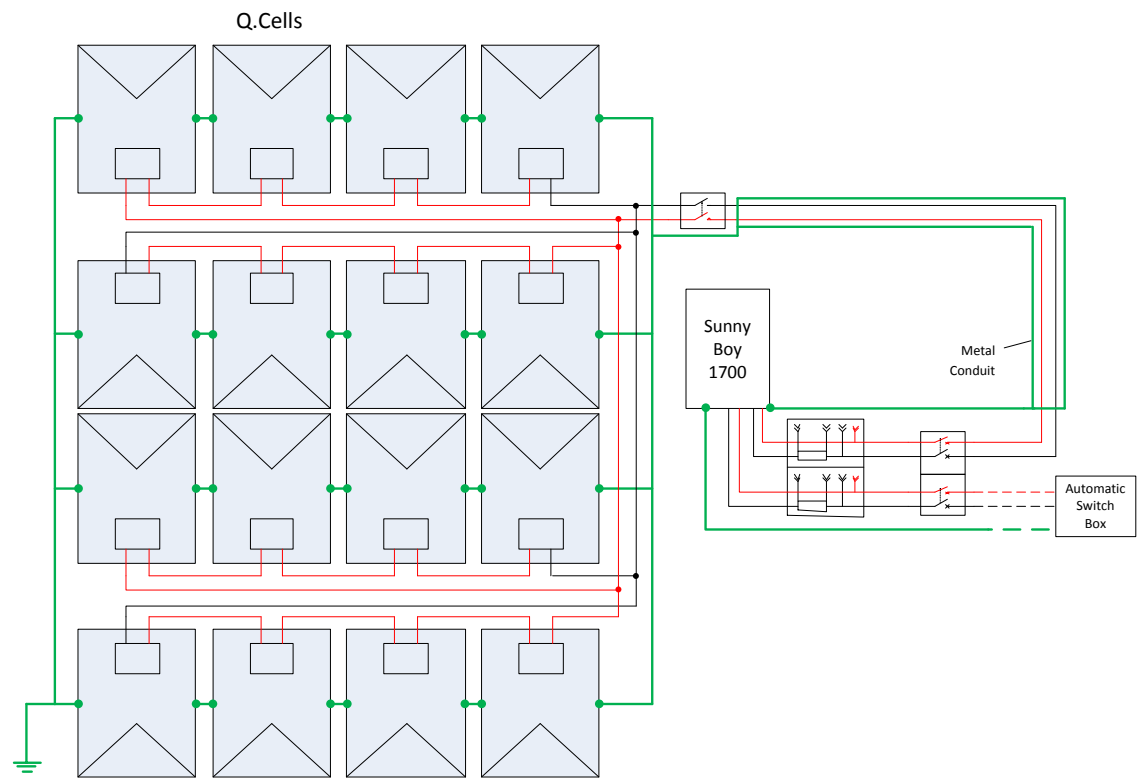 Q.Cells
Sunny
Boy
1700
Metal
Conduit
Automatic
Switch
Box